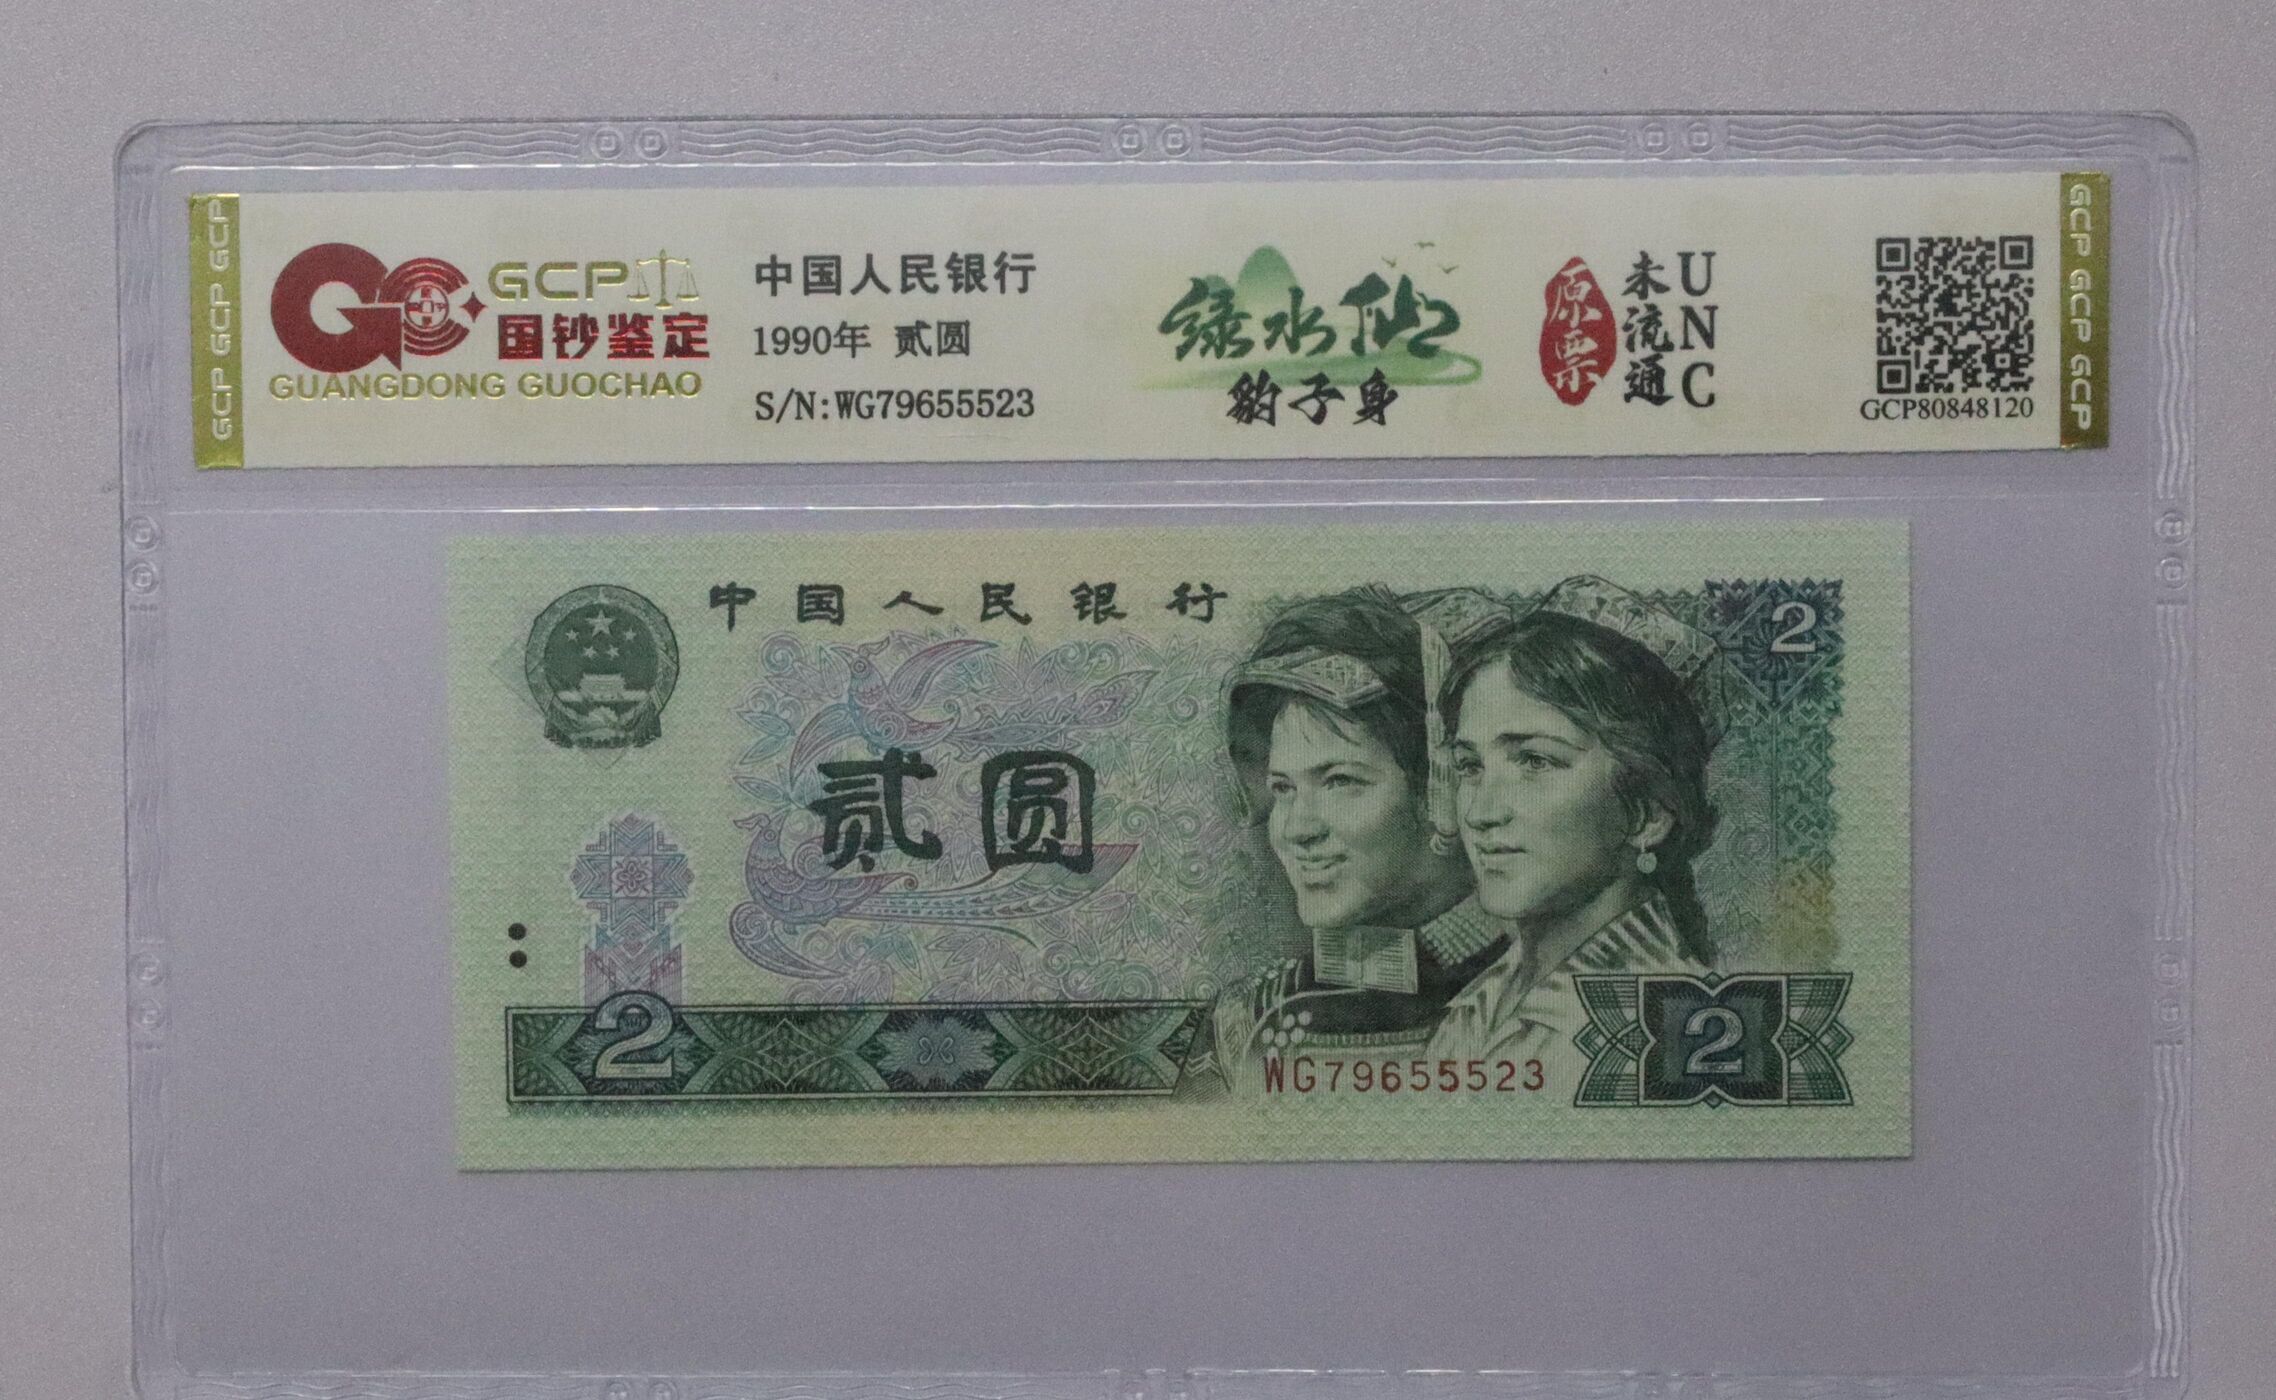 GCP GCP GCP
GCP
国钞鉴定
GUANGDONG GUOCHAO
中国人民银行
1990年 贰圆
S/N:WG79655523
绿水仙
豹子身
原票
未流通
UNC
GCP80848120
GCP GCP GCP
中国人民银行
2
贰圆
2
WG79655523
2